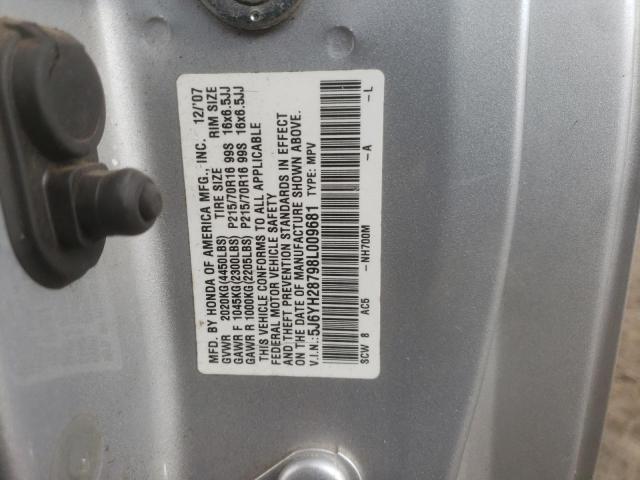 MFD. BY HONDA OF AMERICA MFG., INC. 12/'07
TIRE SIZE RIM SIZE
GVWR 2020KG(4450LBS)
GAWR F 1045KG(2300LBS) P215/70R16 99S 16x6.5JJ
GAWR R 1000KG(2205LBS) P215/70R16 99S 16x6.5JJ
THIS VEHICLE CONFORMS TO ALL APPLICABLE
FEDERAL MOTOR VEHICLE SAFETY
AND THEFT PREVENTION STANDARDS IN EFFECT
ON THE DATE OF MANUFACTURE SHOWN ABOVE.
V.I.N.: 5J6YH28798L009681 TYPE: MPV
SCW 8 AC5 -NH700M -A -L